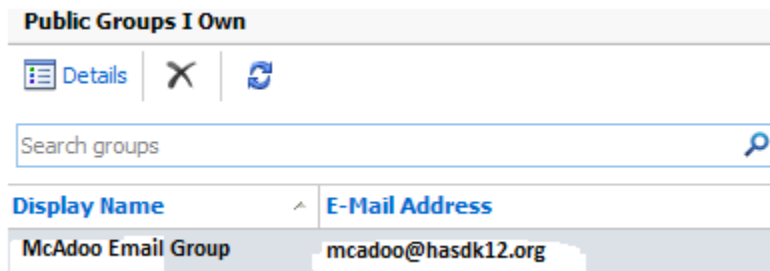 Public Groups I Own
Details
Search groups
Display Name E-Mail Address
McAdoo Email Group mcadoo@hasdk12.org